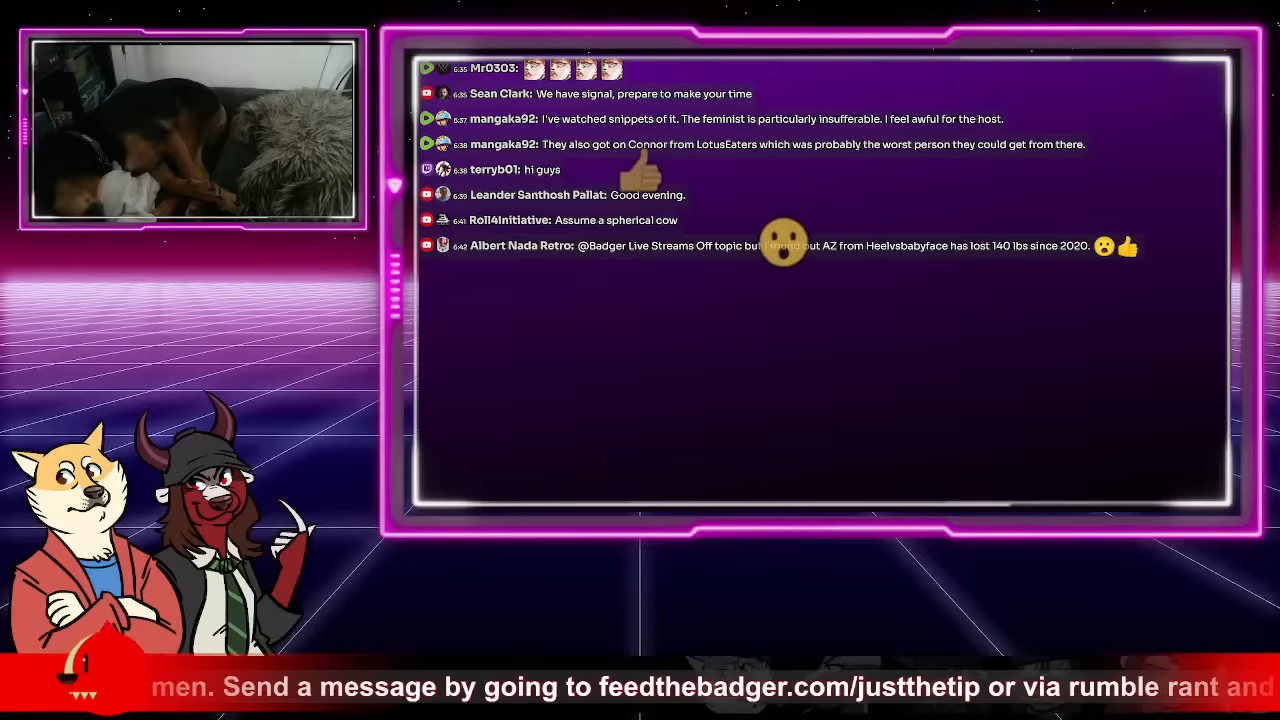 6:35 Mr0303:
6:35 Sean Clark: We have signal, prepare to make your time
6:37 mangaka92: I've watched snippets of it. The feminist is particularly insufferable. I feel awful for the host.
6:38 mangaka92: They also got on Connor from LotusEaters which was probably the worst person they could get from there.
6:38 terryb01: hi guys
6:39 Leander Santhosh Pallat: Good evening.
6:41 Roll4Initiative: Assume a spherical cow
6:42 Albert Nada Retro: @Badger Live Streams Off topic but I found out AZ from Heelvsbabyface has lost 140 lbs since 2020.
men. Send a message by going to feedthebadger.com/justthetip or via rumble rant and